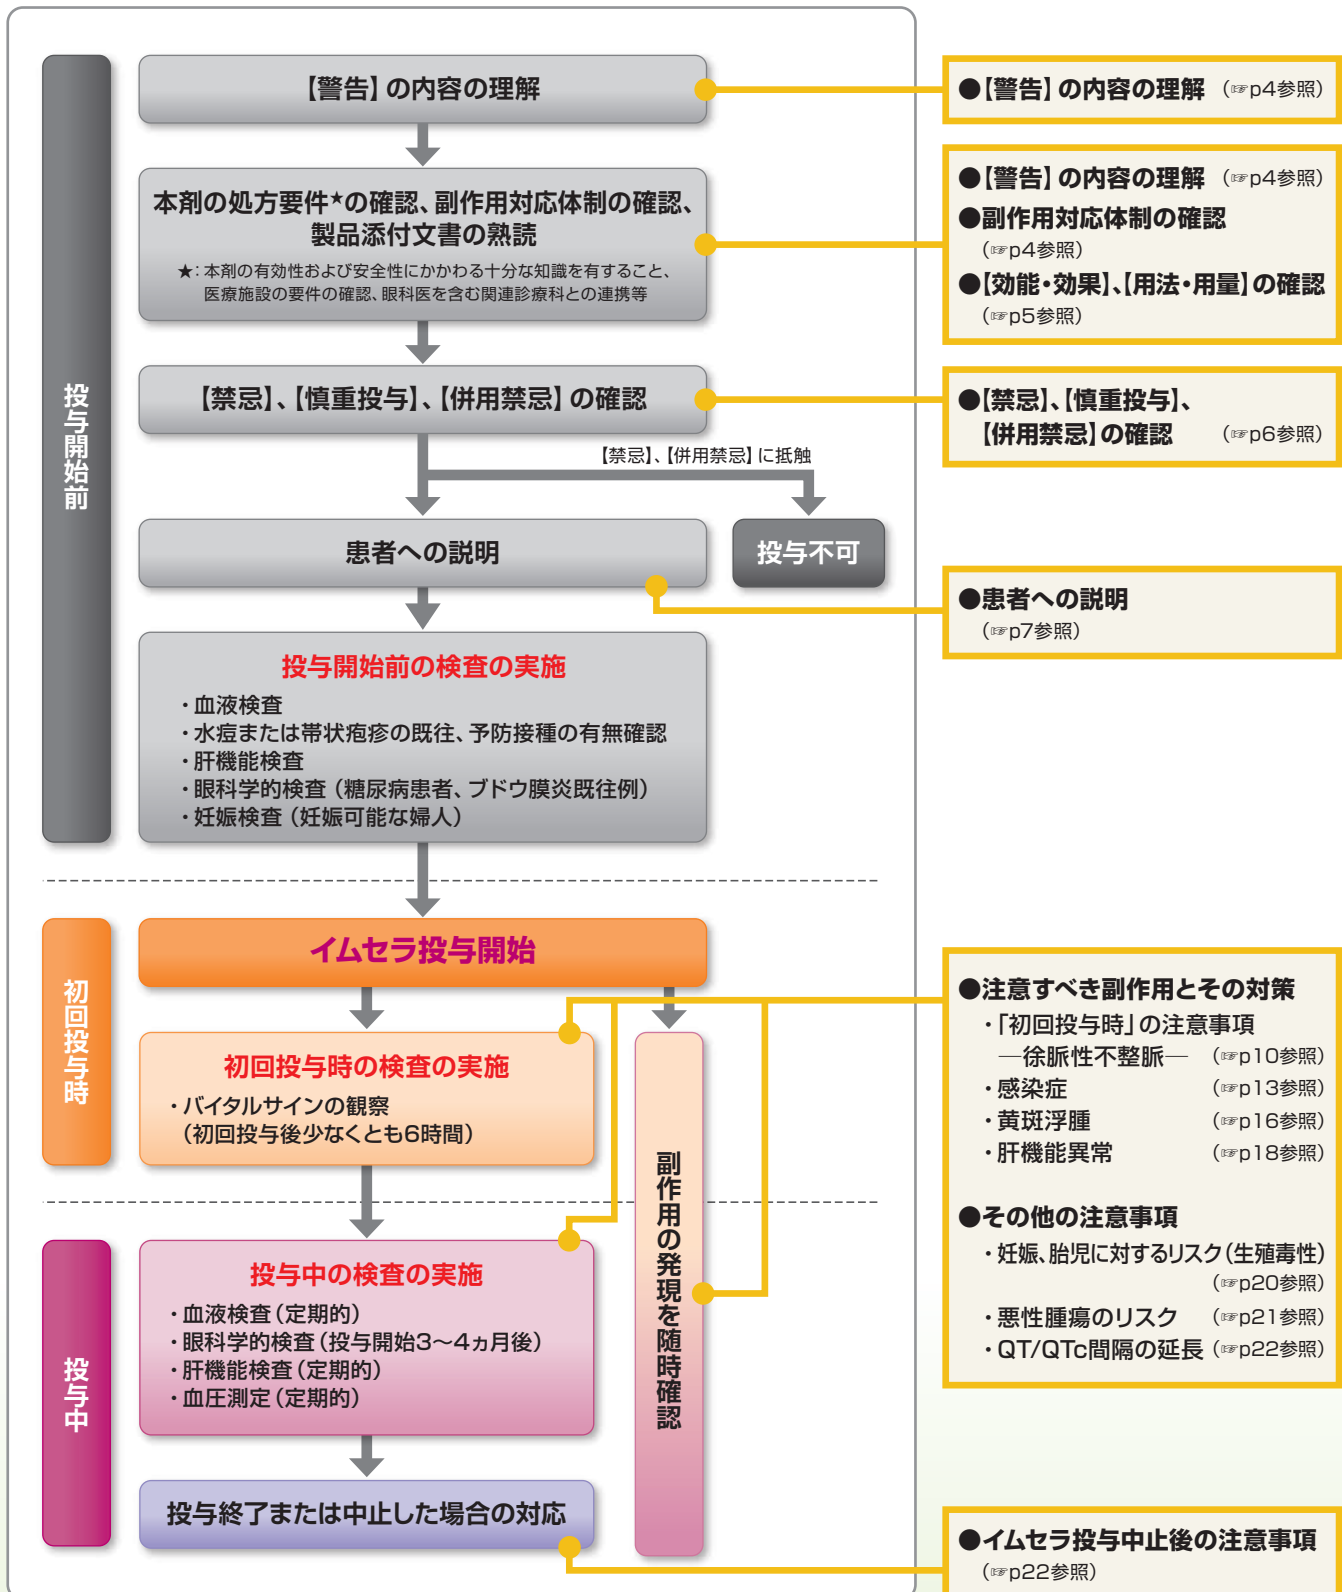 投与開始前
【警告】の内容の理解
本剤の処方要件★の確認、副作用対応体制の確認、
製品添付文書の熟読
★:本剤の有効性および安全性にかかわる十分な知識を有すること、
医療施設の要件の確認、眼科医を含む関連診療科との連携等
【禁忌】、【慎重投与】、【併用禁忌】の確認
【禁忌】、【併用禁忌】に抵触
患者への説明
投与不可
投与開始前の検査の実施
・血液検査
・水痘または帯状疱疹の既往、予防接種の有無確認
・肝機能検査
・眼科学的検査（糖尿病患者、ブドウ膜炎既往例）
・妊娠検査（妊娠可能な婦人）
初回投与時
イムセラ投与開始
初回投与時の検査の実施
・バイタルサインの観察
（初回投与後少なくとも6時間）
副作用の発現を随時確認
投与中
投与中の検査の実施
・血液検査（定期的）
・眼科学的検査（投与開始3〜4ヵ月後）
・肝機能検査（定期的）
・血圧測定（定期的）
投与終了または中止した場合の対応
●【警告】の内容の理解（☞p4参照）
●【警告】の内容の理解（☞p4参照）
●副作用対応体制の確認
（☞p4参照）
●【効能・効果】、【用法・用量】の確認
（☞p5参照）
●【禁忌】、【慎重投与】、
【併用禁忌】の確認（☞p6参照）
●患者への説明
（☞p7参照）
●注意すべき副作用とその対策
・「初回投与時」の注意事項
―徐脈性不整脈―（☞p10参照）
・感染症（☞p13参照）
・黄斑浮腫（☞p16参照）
・肝機能異常（☞p18参照）
●その他の注意事項
・妊娠、胎児に対するリスク（生殖毒性）
（☞p20参照）
・悪性腫瘍のリスク（☞p21参照）
・QT/QTc間隔の延長（☞p22参照）
●イムセラ投与中止後の注意事項
（☞p22参照）